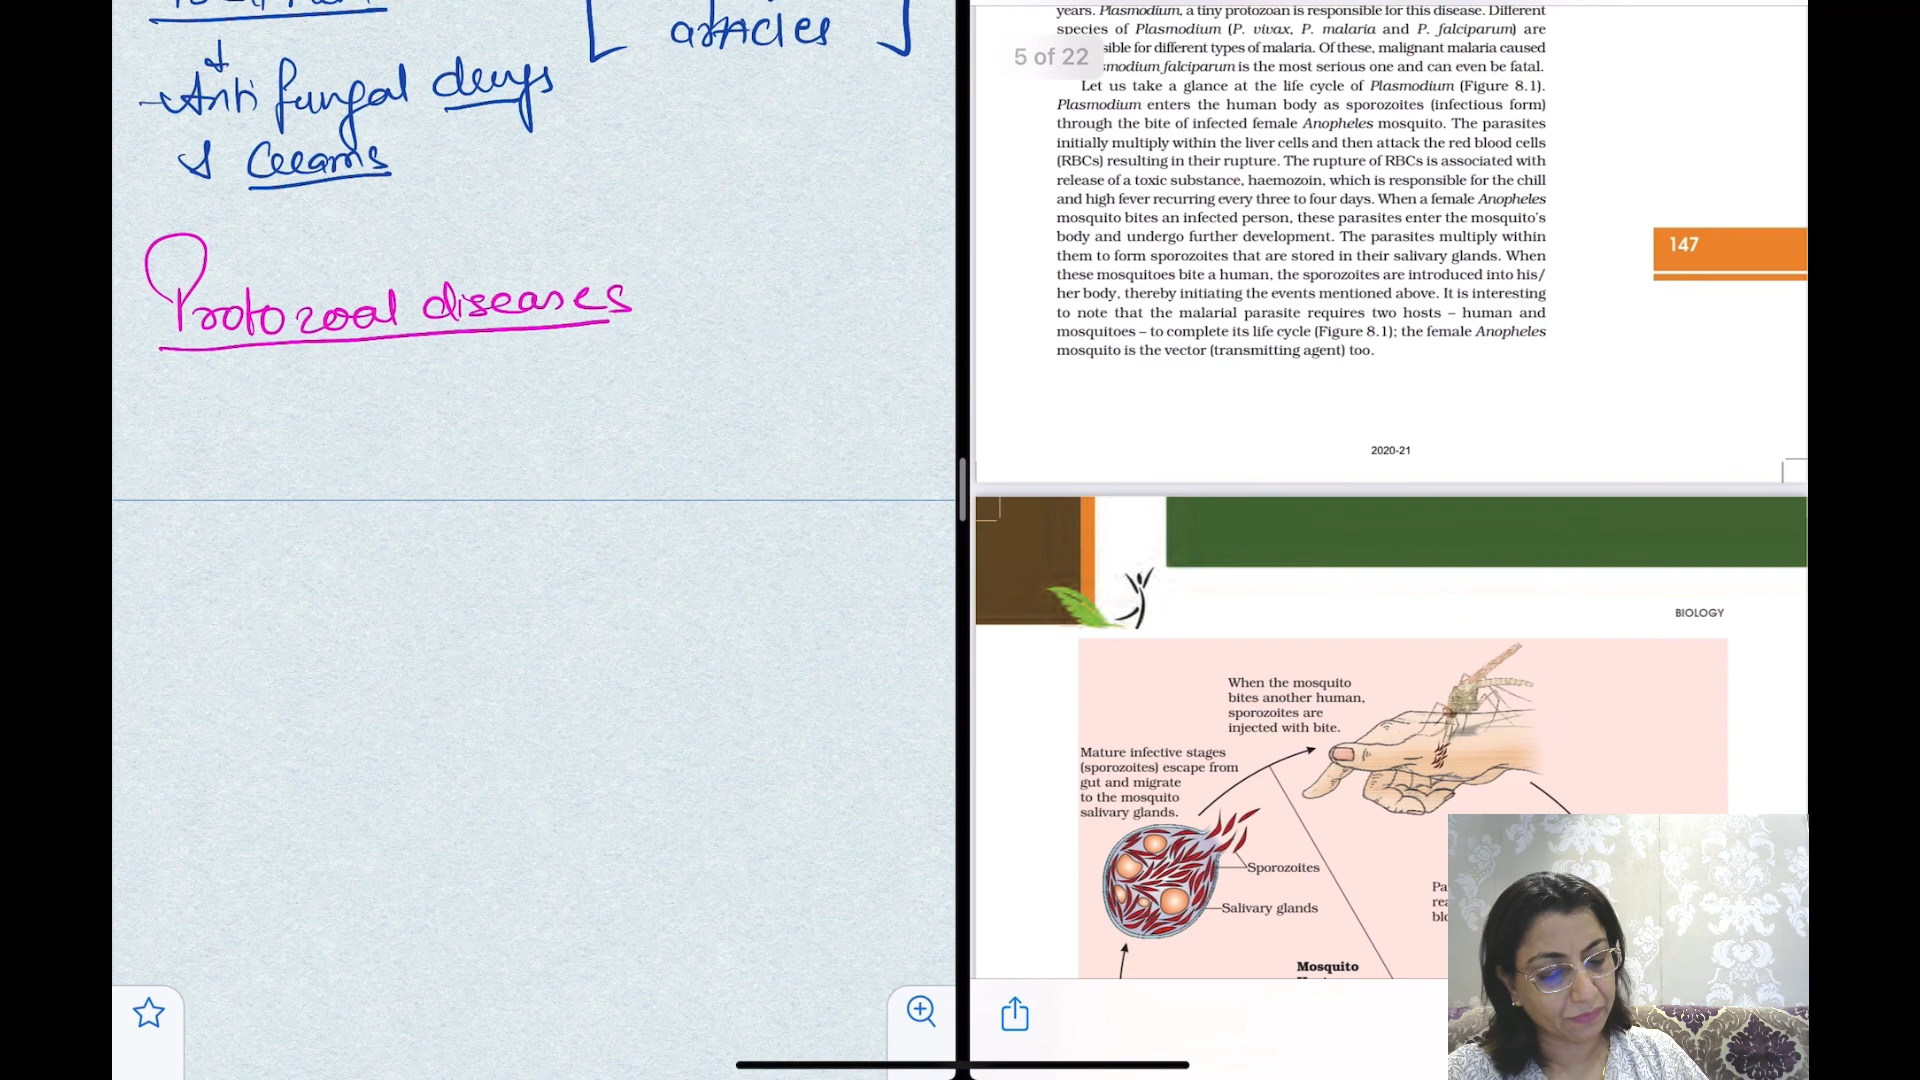 articles
Anti fungal drugs
& Creams
Protozoal diseases
years. Plasmodium, a tiny protozoan is responsible for this disease. Different
species of Plasmodium (P. vivax, P. malaria and P. falciparum) are
sible for different types of malaria. Of these, malignant malaria caused
smodium falciparum is the most serious one and can even be fatal.
5 of 22
Let us take a glance at the life cycle of Plasmodium (Figure 8.1).
Plasmodium enters the human body as sporozoites (infectious form)
through the bite of infected female Anopheles mosquito. The parasites
initially multiply within the liver cells and then attack the red blood cells
(RBCs) resulting in their rupture. The rupture of RBCs is associated with
release of a toxic substance, haemozoin, which is responsible for the chill
and high fever recurring every three to four days. When a female Anopheles
mosquito bites an infected person, these parasites enter the mosquito's
body and undergo further development. The parasites multiply within
them to form sporozoites that are stored in their salivary glands. When
these mosquitoes bite a human, the sporozoites are introduced into his/
her body, thereby initiating the events mentioned above. It is interesting
to note that the malarial parasite requires two hosts – human and
mosquitoes – to complete its life cycle (Figure 8.1); the female Anopheles
mosquito is the vector (transmitting agent) too.
147
2020-21
BIOLOGY
When the mosquito
bites another human,
sporozoites are
injected with bite.
Mature infective stages
(sporozoites) escape from
gut and migrate
to the mosquito
salivary glands.
Sporozoites
Salivary glands
Pa
rea
blo
Mosquito